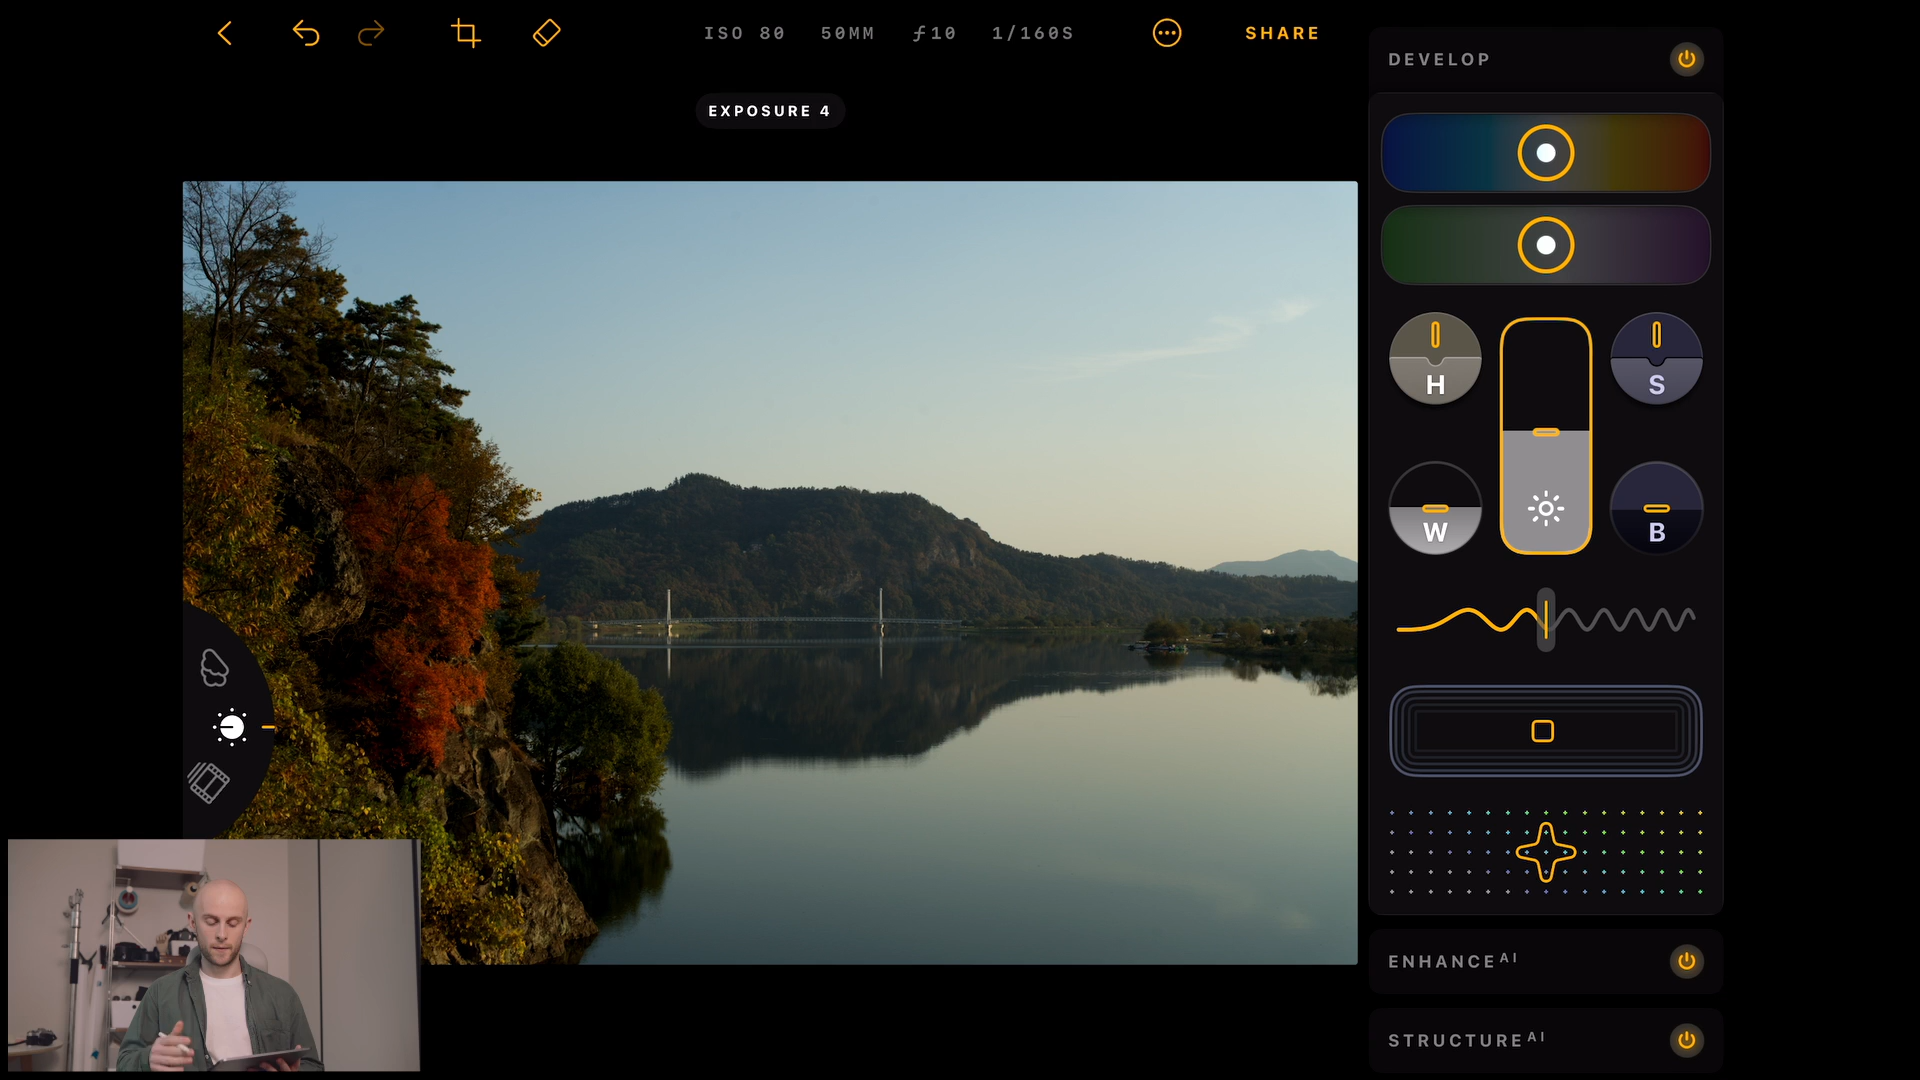 ISO 80 50MM ƒ10 1/160S
SHARE
EXPOSURE 4
DEVELOP
H
S
W
B
ENHANCE AI
STRUCTURE AI